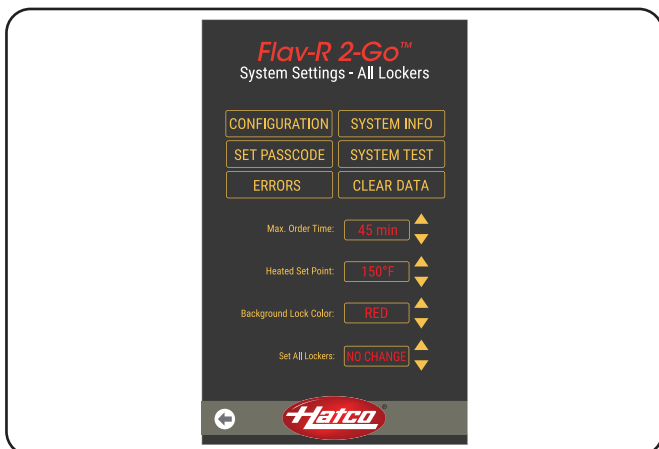 Flav-R 2-Go™
System Settings - All Lockers
CONFIGURATION SYSTEM INFO
SET PASSCODE SYSTEM TEST
ERRORS CLEAR DATA
Max. Order Time: 45 min
Heated Set Point: 150°F
Background Lock Color: RED
Set All Lockers: NO CHANGE
Hatco®